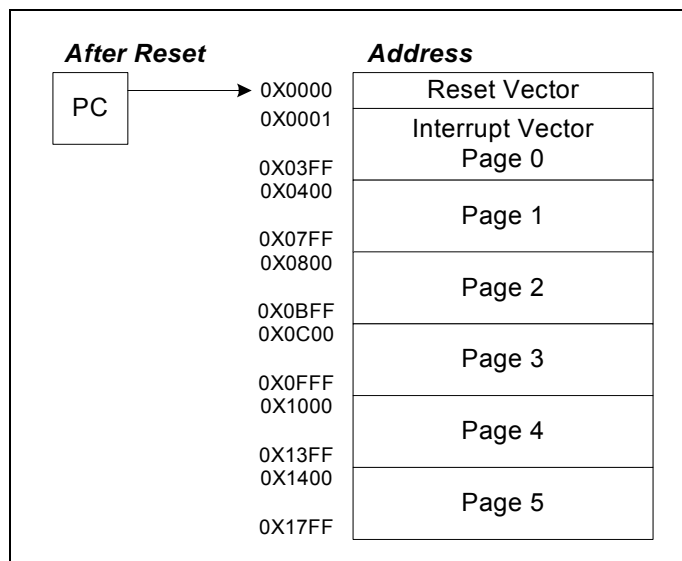 After Reset
Address
PC
0X0000
Reset Vector
0X0001
Interrupt Vector
Page 0
0X03FF
0X0400
Page 1
0X07FF
0X0800
Page 2
0X0BFF
0X0C00
Page 3
0X0FFF
0X1000
Page 4
0X13FF
0X1400
Page 5
0X17FF